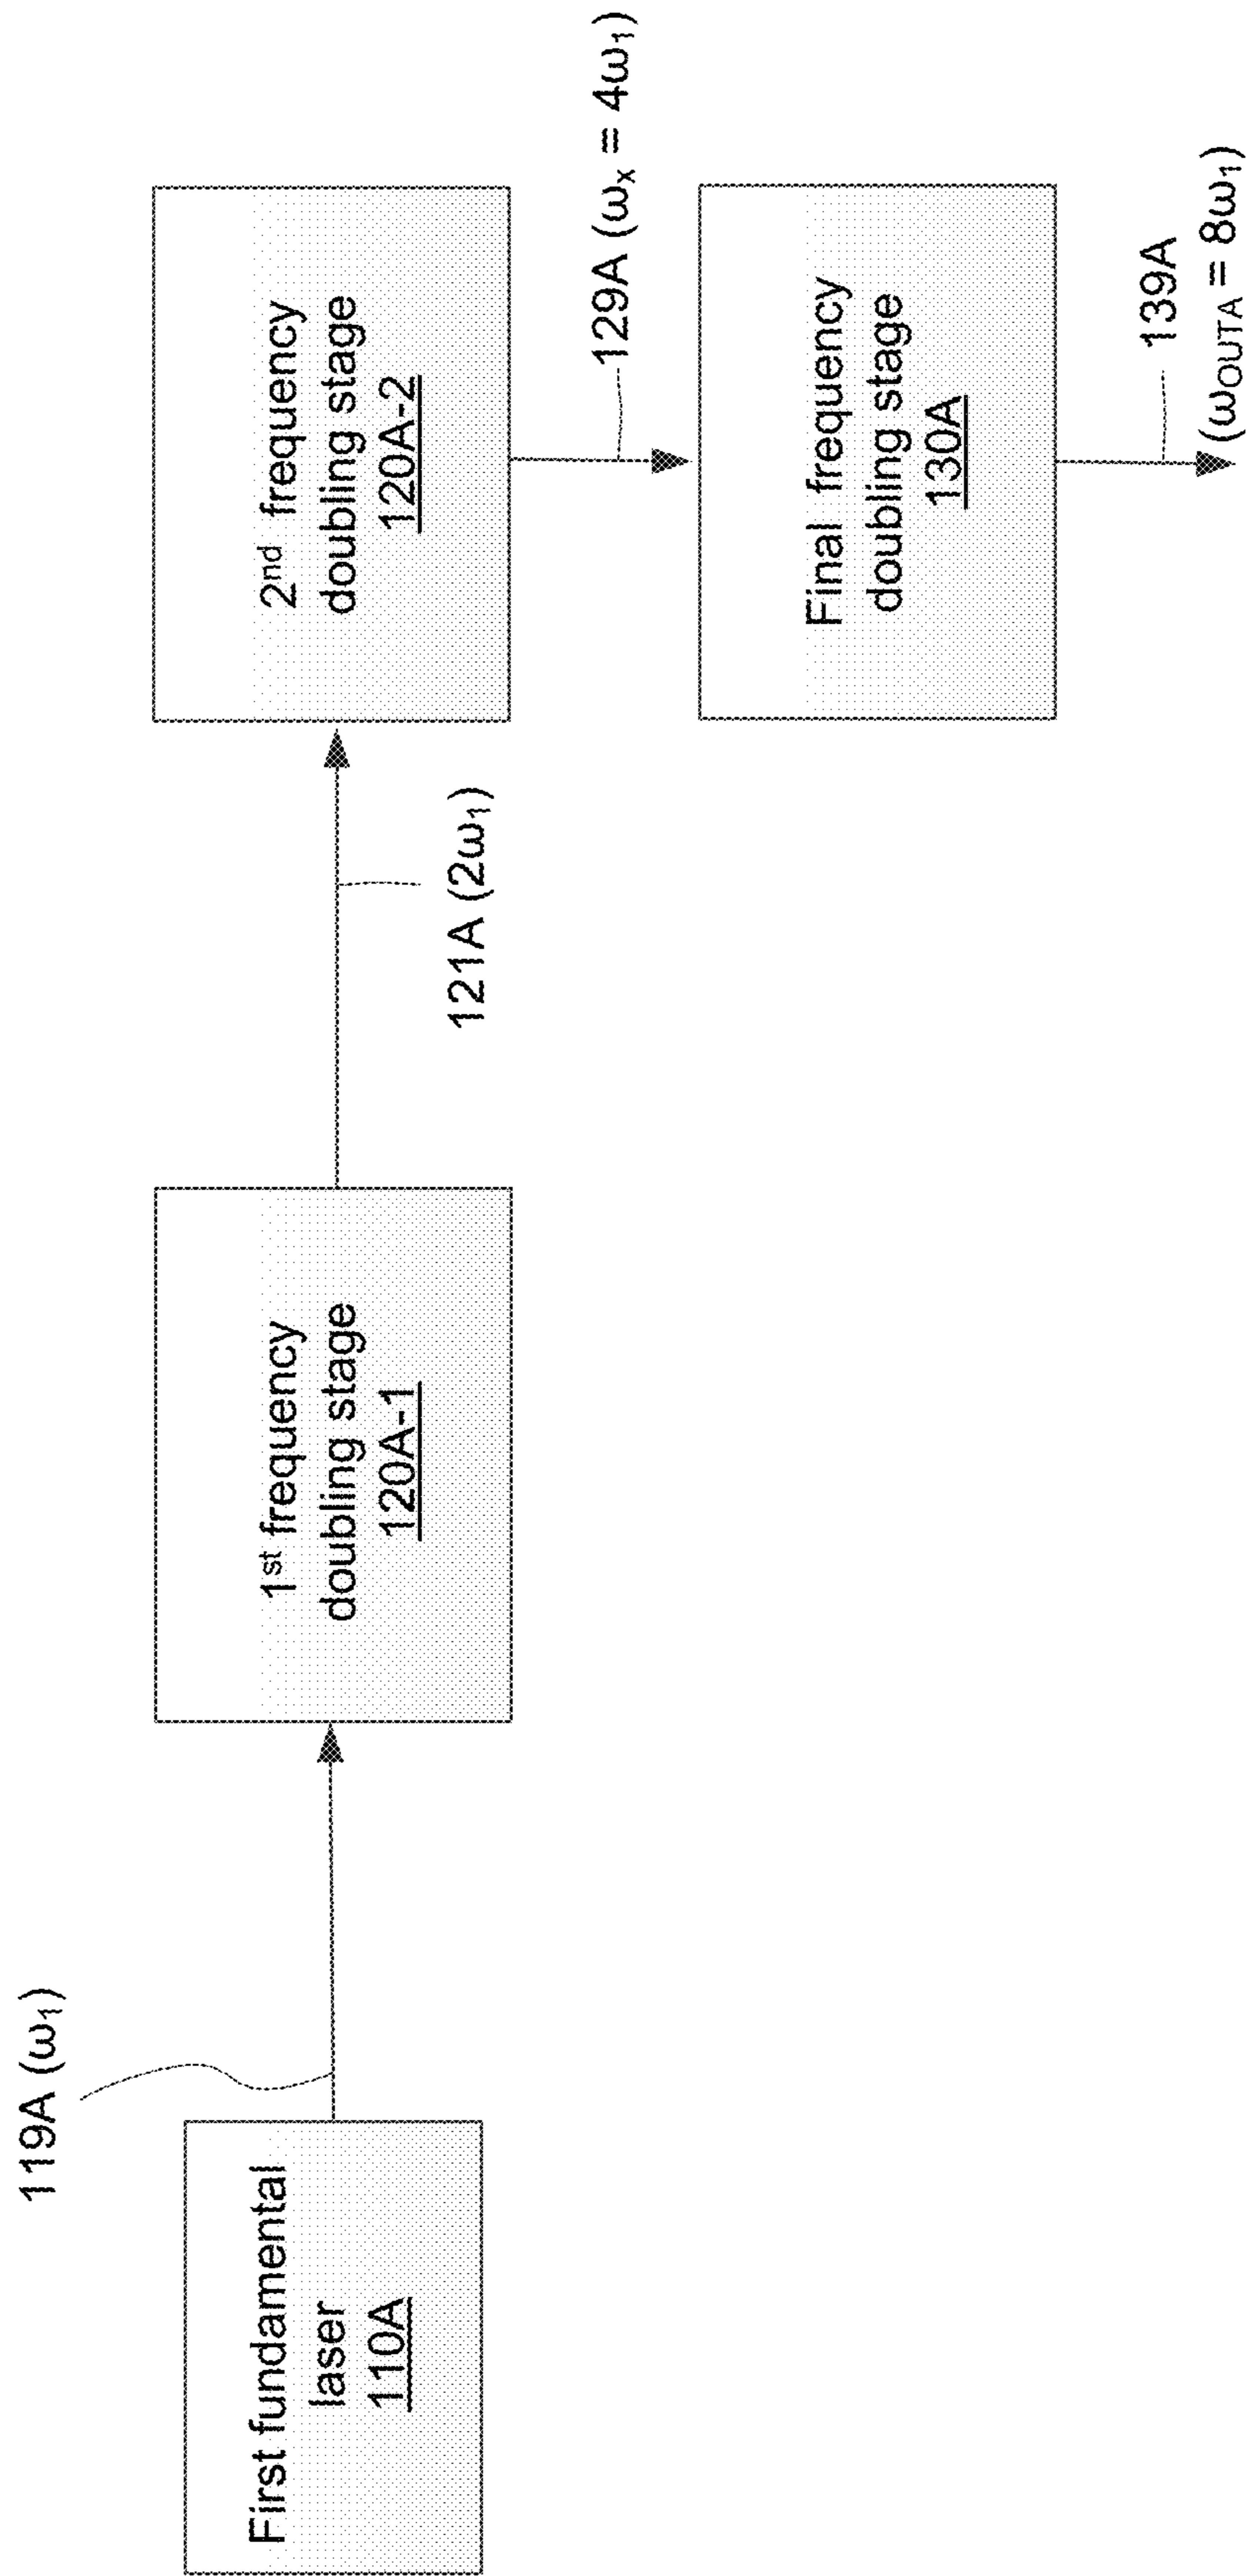 119A (ω₁)
First fundamental
laser
110A
1st frequency
doubling stage
120A-1
121A (2ω₁)
2nd frequency
doubling stage
120A-2
129A (ωₓ = 4ω₁)
Final frequency
doubling stage
130A
139A
(ω_OUTA = 8ω₁)